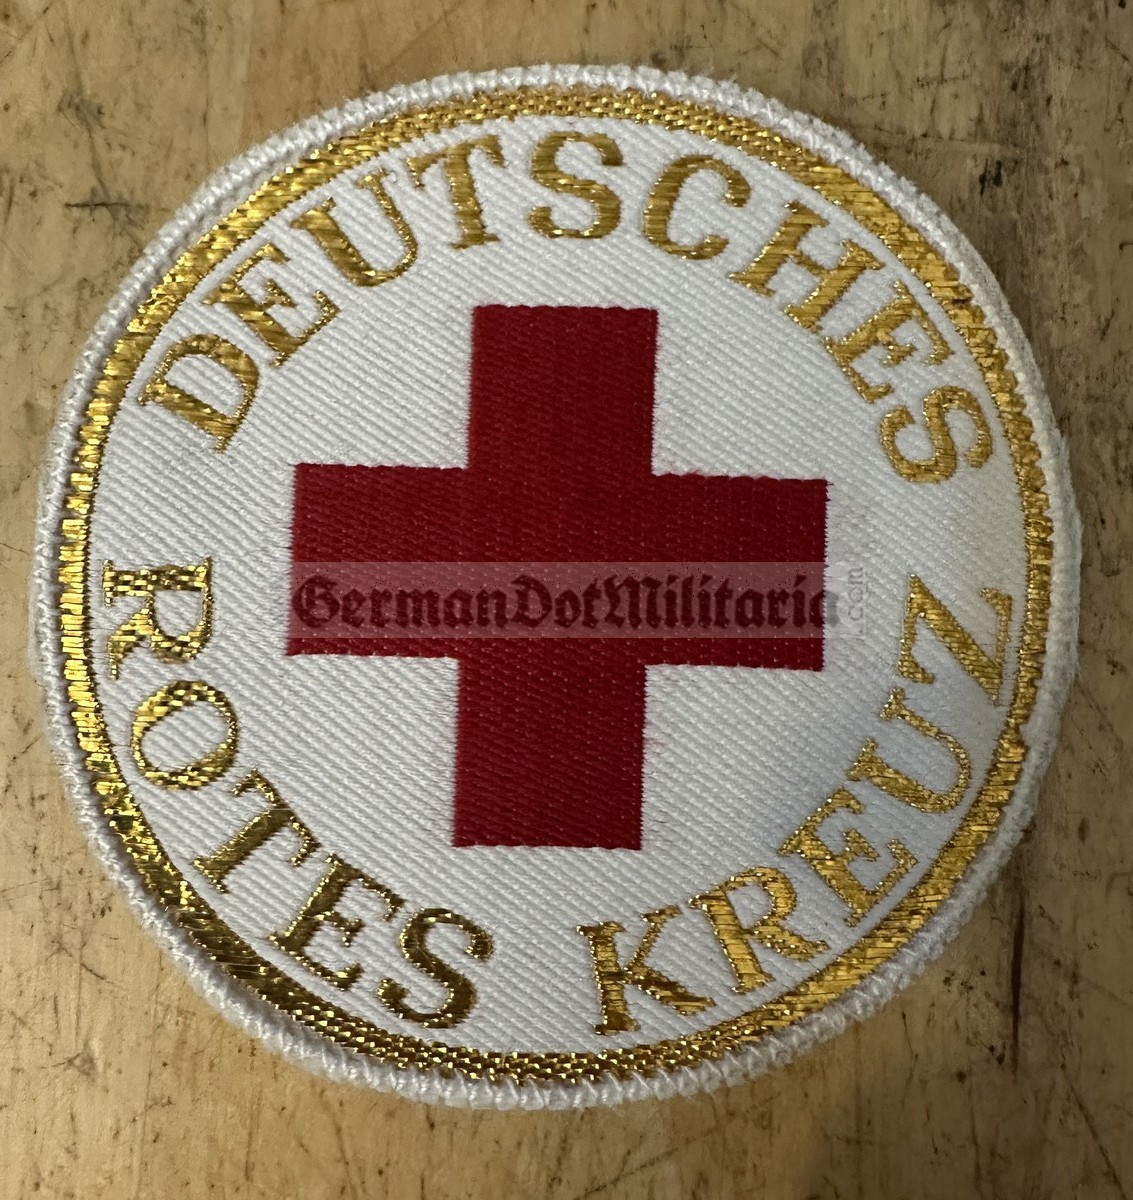 DEUTSCHES
ROTES KREUZ
GermanDotMilitaria
.com